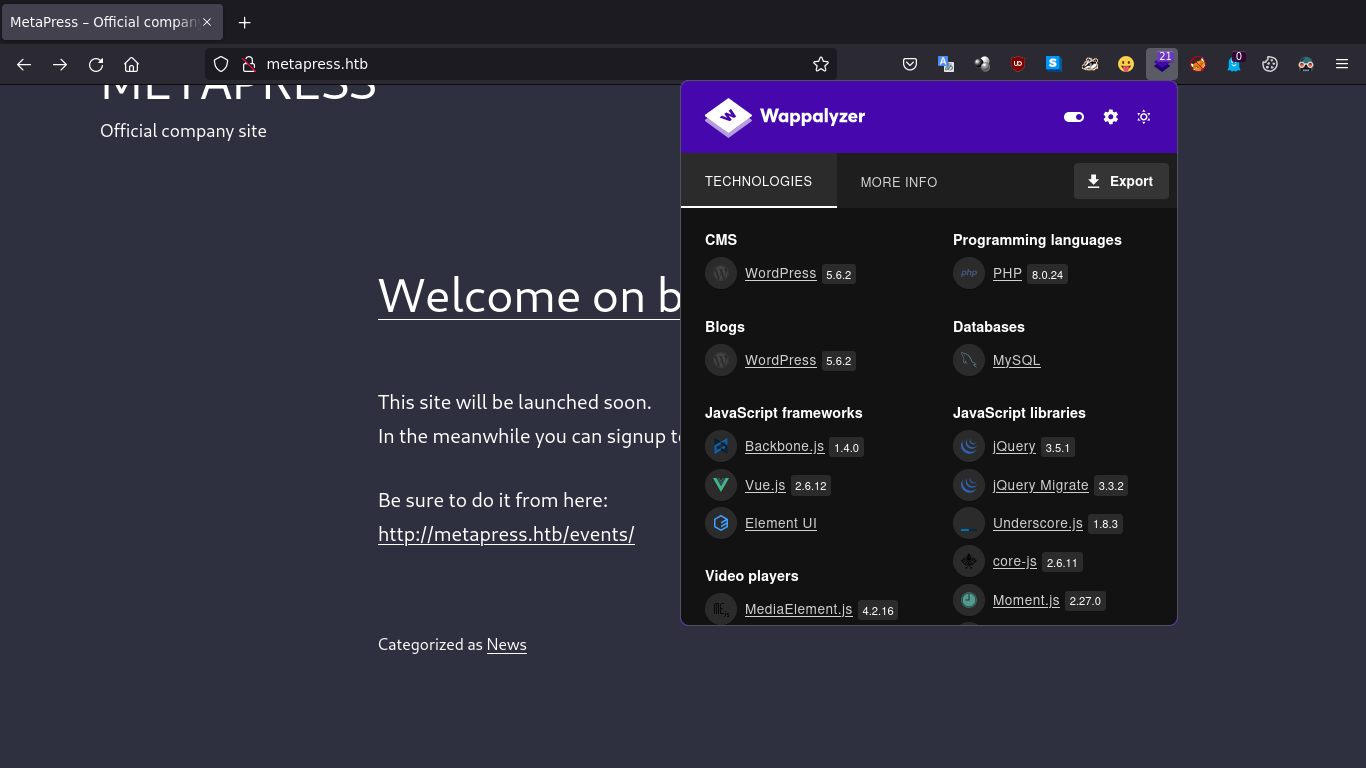 MetaPress – Official compan
metapress.htb
21
0
METAPRESS
Official company site
Welcome on b
This site will be launched soon.
In the meanwhile you can signup t
Be sure to do it from here:
http://metapress.htb/events/
Categorized as News
Wappalyzer
TECHNOLOGIES
MORE INFO
Export
CMS
WordPress 5.6.2
Blogs
WordPress 5.6.2
JavaScript frameworks
Backbone.js 1.4.0
Vue.js 2.6.12
Element UI
Video players
MediaElement.js 4.2.16
Programming languages
php PHP 8.0.24
Databases
MySQL
JavaScript libraries
jQuery 3.5.1
jQuery Migrate 3.3.2
Underscore.js 1.8.3
core-js 2.6.11
Moment.js 2.27.0